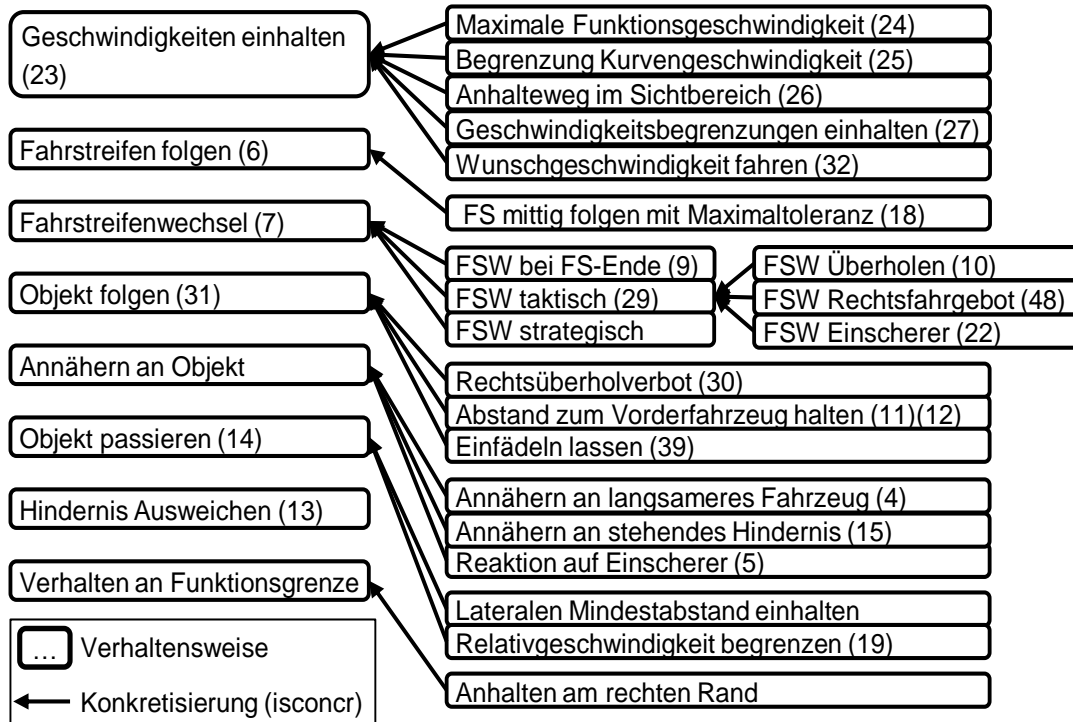 Geschwindigkeiten einhalten
(23)
Maximale Funktionsgeschwindigkeit (24)
Begrenzung Kurvengeschwindigkeit (25)
Anhalteweg im Sichtbereich (26)
Geschwindigkeitsbegrenzungen einhalten (27)
Wunschgeschwindigkeit fahren (32)
Fahrstreifen folgen (6)
FS mittig folgen mit Maximaltoleranz (18)
Fahrstreifenwechsel (7)
FSW bei FS-Ende (9)
FSW taktisch (29)
FSW strategisch
FSW Überholen (10)
FSW Rechtsfahrgebot (48)
FSW Einscherer (22)
Objekt folgen (31)
Rechtsüberholverbot (30)
Abstand zum Vorderfahrzeug halten (11)(12)
Einfädeln lassen (39)
Annähern an Objekt
Annähern an langsameres Fahrzeug (4)
Annähern an stehendes Hindernis (15)
Reaktion auf Einscherer (5)
Objekt passieren (14)
Lateralen Mindestabstand einhalten
Relativgeschwindigkeit begrenzen (19)
Hindernis Ausweichen (13)
Verhalten an Funktionsgrenze
Anhalten am rechten Rand
... Verhaltensweise
Konkretisierung (isconcr)